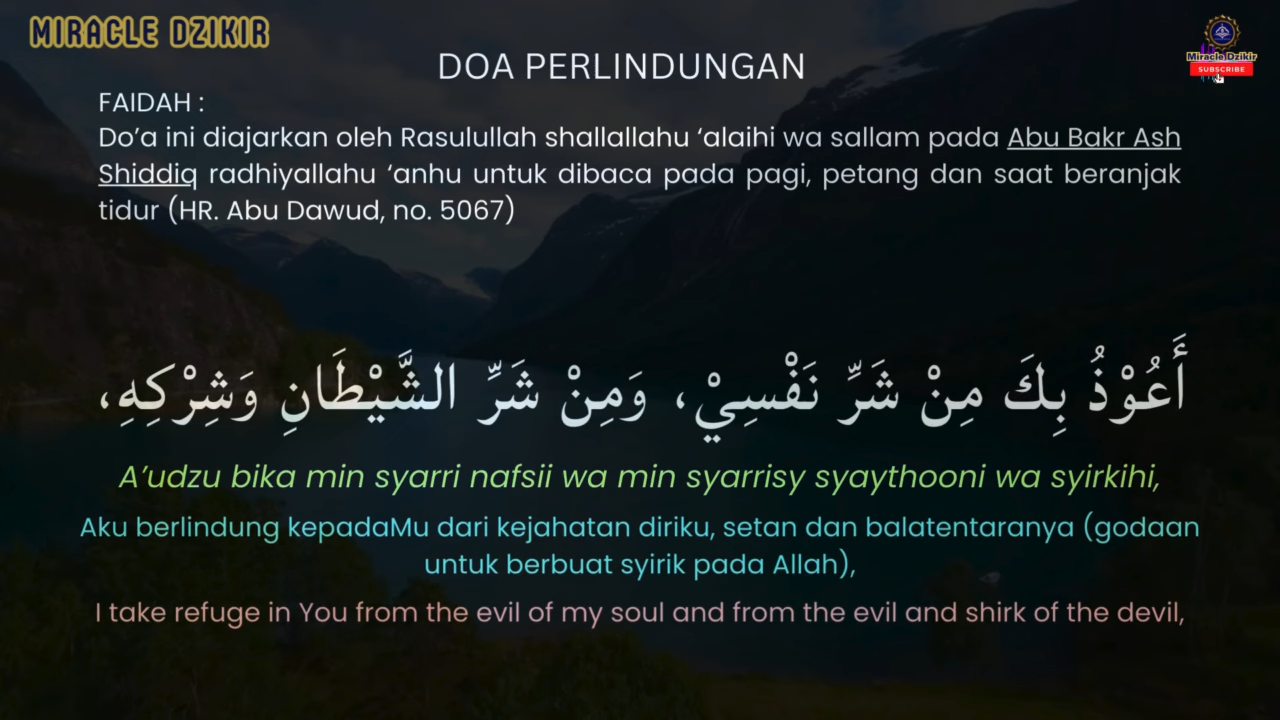 MIRACLE DZIKIR
Miracle Dzikir
SUBSCRIBE
DOA PERLINDUNGAN
FAIDAH :
Do’a ini diajarkan oleh Rasulullah shallallahu ‘alaihi wa sallam pada Abu Bakr Ash
Shiddiq radhiyallahu ‘anhu untuk dibaca pada pagi, petang dan saat beranjak
tidur (HR. Abu Dawud, no. 5067)
أَعُوْذُ بِكَ مِنْ شَرِّ نَفْسِيْ، وَمِنْ شَرِّ الشَّيْطَانِ وَشِرْكِهِ،
A’udzu bika min syarri nafsii wa min syarrisy syaythooni wa syirkihi,
Aku berlindung kepadaMu dari kejahatan diriku, setan dan balatentaranya (godaan
untuk berbuat syirik pada Allah),
I take refuge in You from the evil of my soul and from the evil and shirk of the devil,